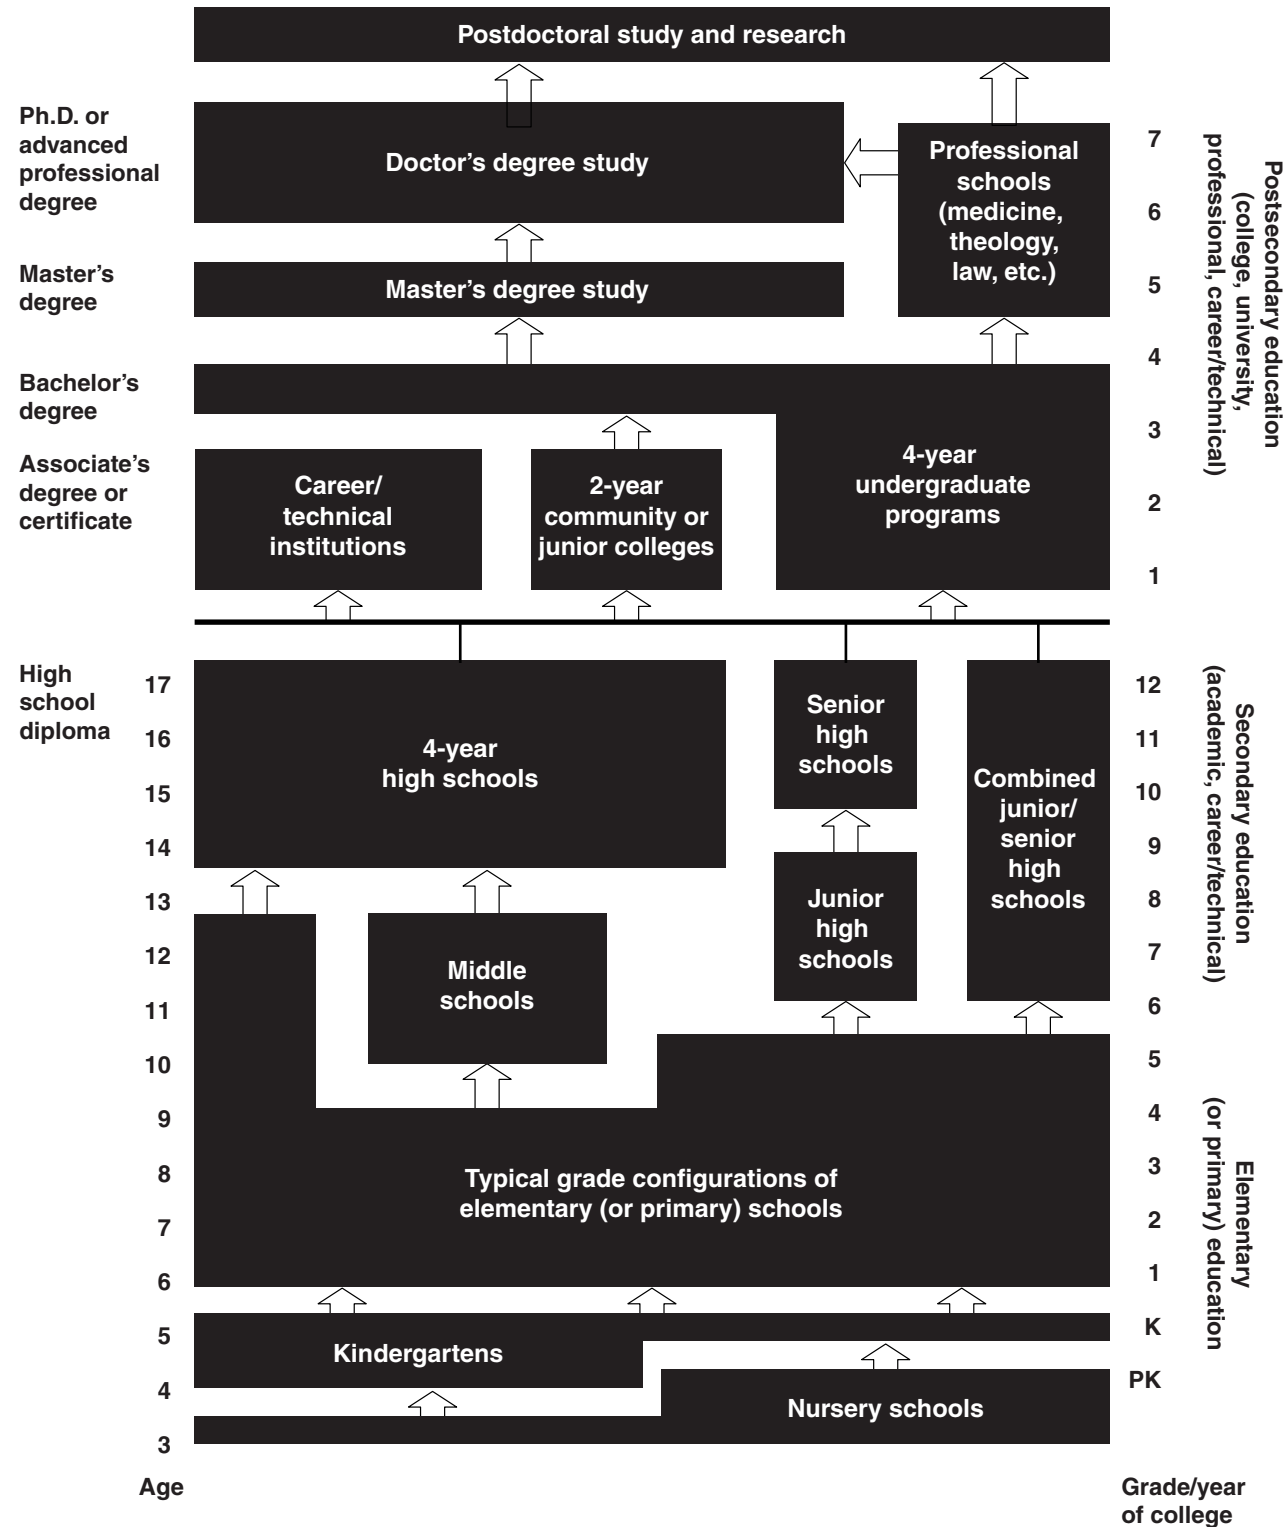 Postdoctoral study and research
Ph.D. or
advanced
professional
degree
Doctor’s degree study
Professional
schools
(medicine,
theology,
law, etc.)
7
6
5
4
3
2
1
Postsecondary education
(college, university,
professional, career/technical)
Master’s
degree
Master’s degree study
Bachelor’s
degree
4-year
undergraduate
programs
Associate’s
degree or
certificate
Career/
technical
institutions
2-year
community or
junior colleges
High
school
diploma
17
16
15
14
13
12
11
10
9
8
7
6
5
4
3
Age
4-year
high schools
Senior
high
schools
Combined
junior/
senior
high
schools
Junior
high
schools
Middle
schools
Typical grade configurations of
elementary (or primary) schools
Kindergartens
Nursery schools
12
11
10
9
8
7
6
5
4
3
2
1
K
PK
Grade/year
of college
Secondary education
(academic, career/technical)
Elementary
(or primary) education